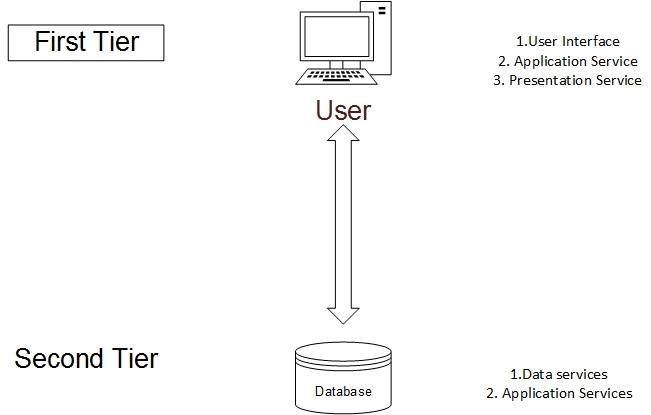 First Tier
1.User Interface
2. Application Service
3. Presentation Service
User
Second Tier
Database
1.Data services
2. Application Services